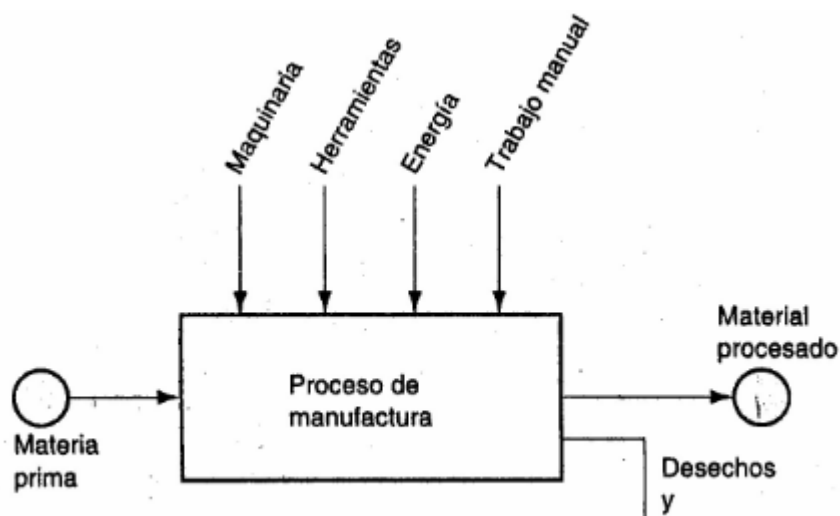 Maquinaria
Herramientas
Energía
Trabajo manual
Material
procesado
Proceso de
manufactura
Materia
prima
Desechos
y